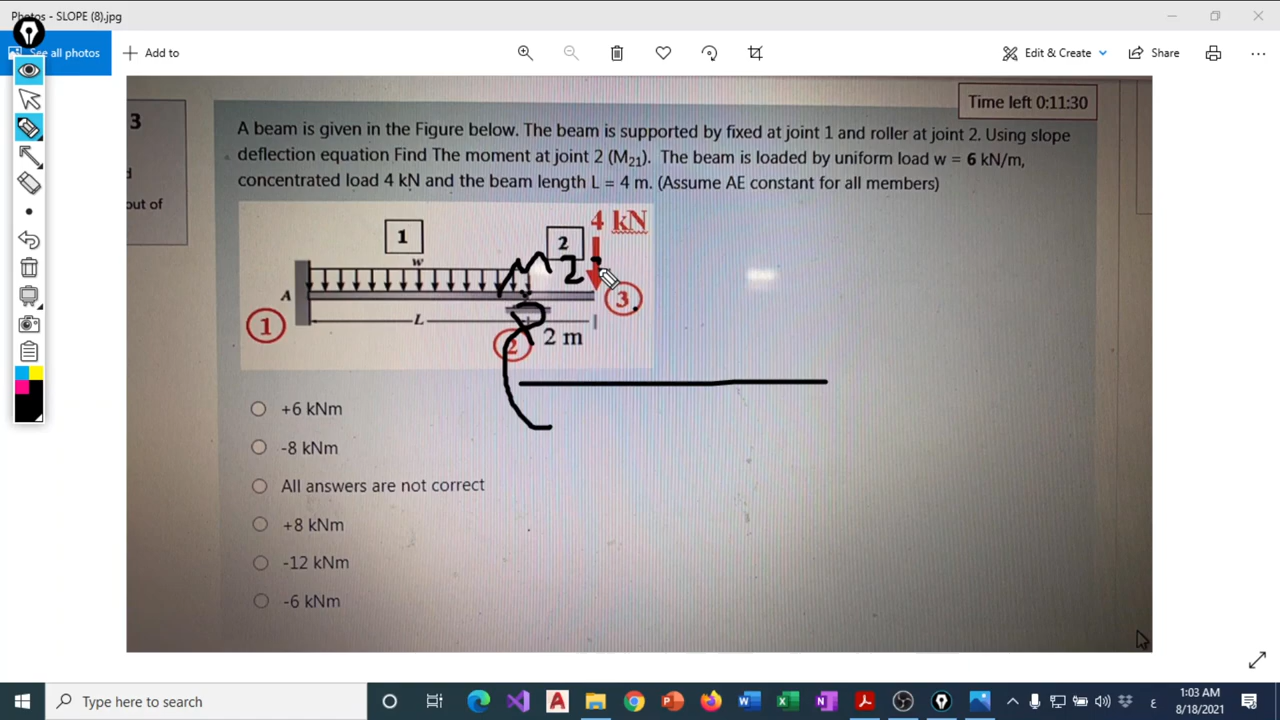 Photos - SLOPE (8).jpg
See all photos
Add to
Edit & Create
Share
3
Time left 0:11:30
out of
A beam is given in the Figure below. The beam is supported by fixed at joint 1 and roller at joint 2. Using slope
deflection equation Find The moment at joint 2 (M21). The beam is loaded by uniform load w = 6 kN/m,
concentrated load 4 kN and the beam length L = 4 m. (Assume AE constant for all members)
4 kN
1
2
w
M2
A
3
1
L
2
2 m
+6 kNm
-8 kNm
All answers are not correct
+8 kNm
-12 kNm
-6 kNm
Type here to search
ع
1:03 AM
8/18/2021